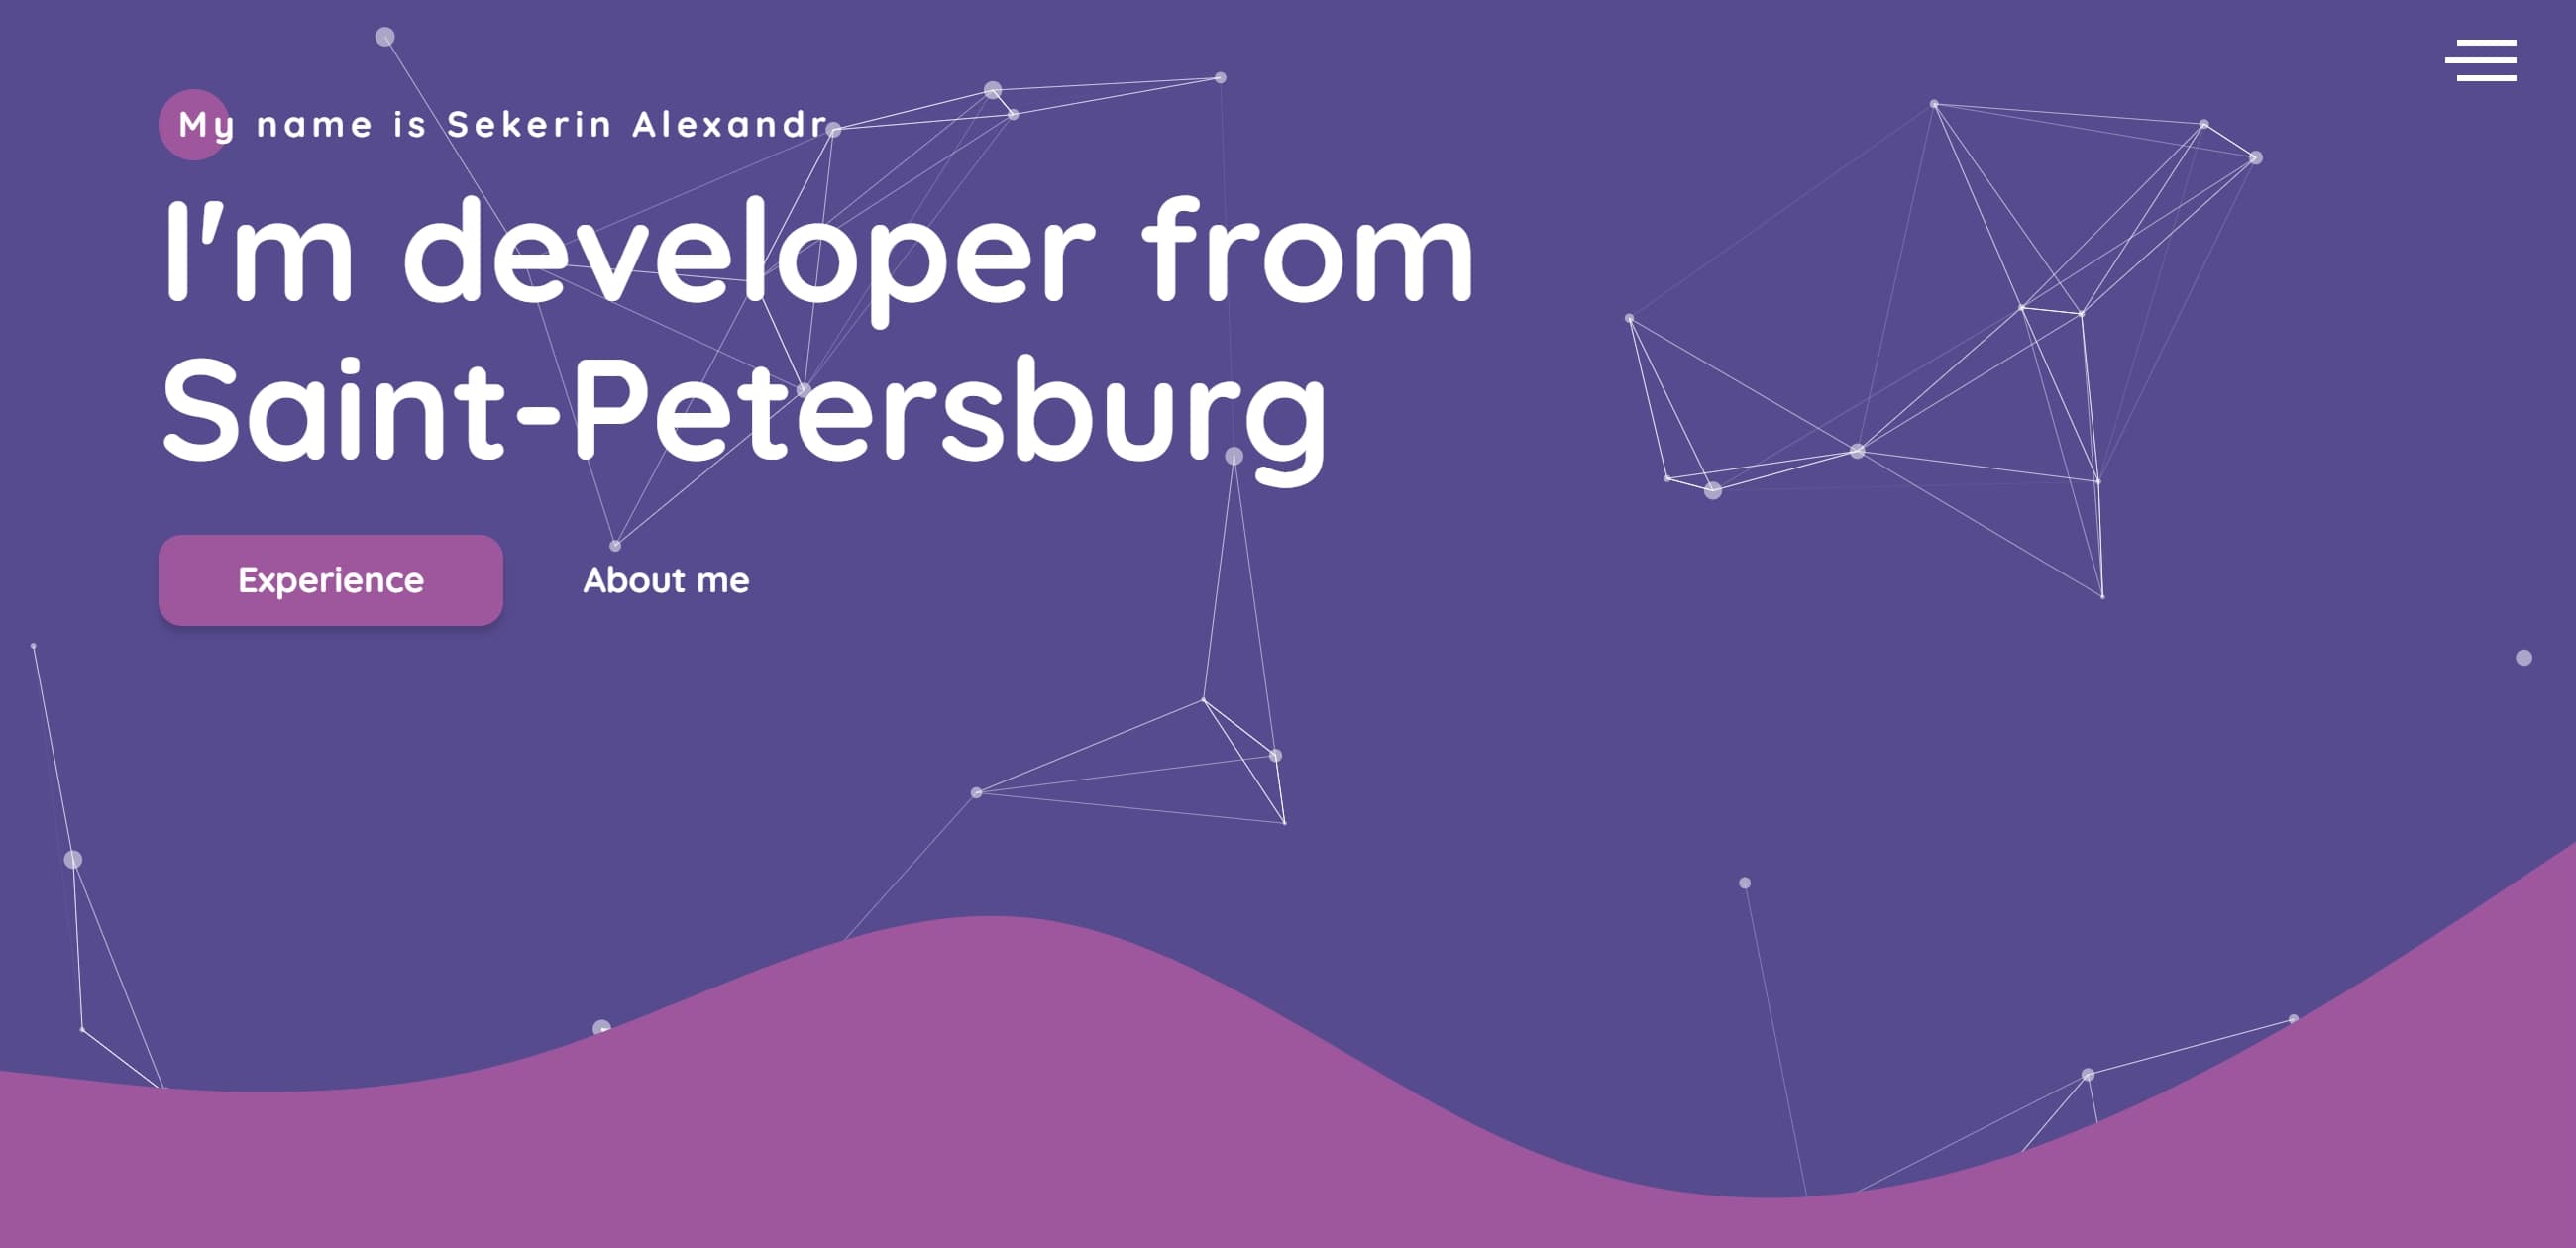 My name is Sekerin Alexandr
I'm developer from
Saint-Petersburg
Experience
About me